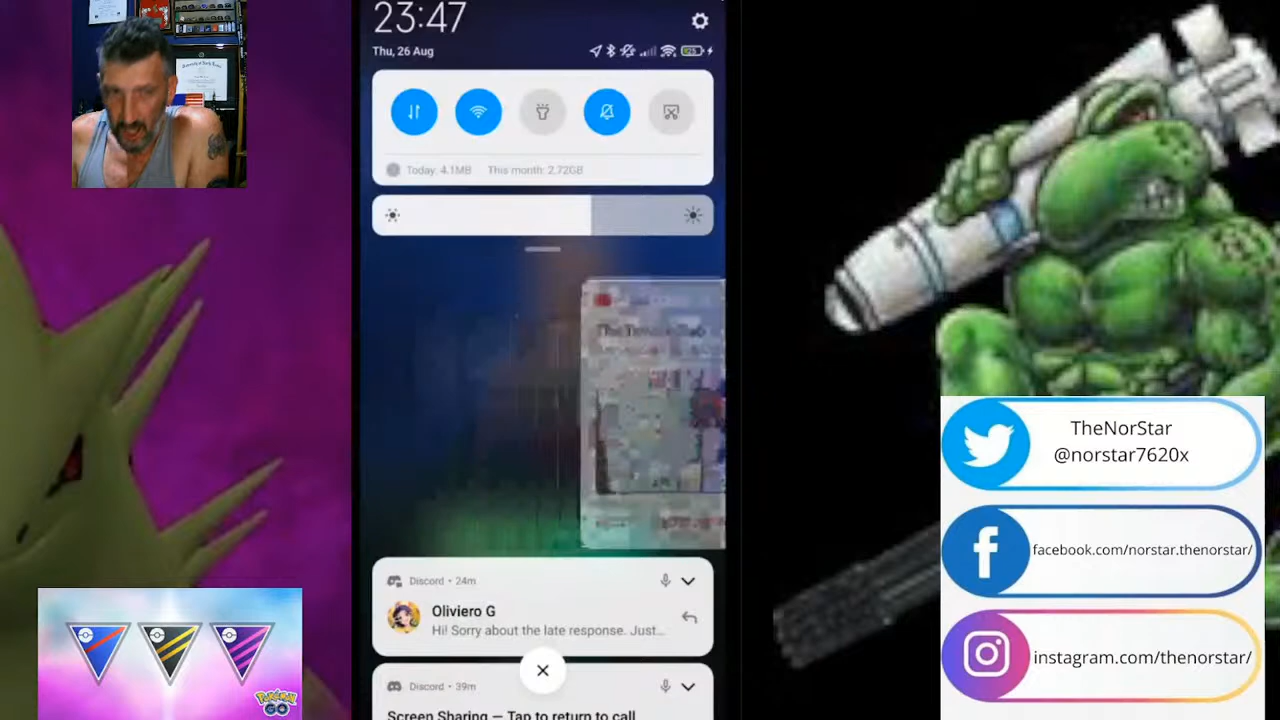 23:47
Thu, 26 Aug
Today: 4.1MB This month: 2.72GB
Discord • 24m
Oliviero G
Hi! Sorry about the late response. Just...
Discord • 39m
Screen Sharing — Tap to return to call
TheNorStar
@norstar7620x
facebook.com/norstar.thenorstar/
instagram.com/thenorstar/
Pokémon
GO